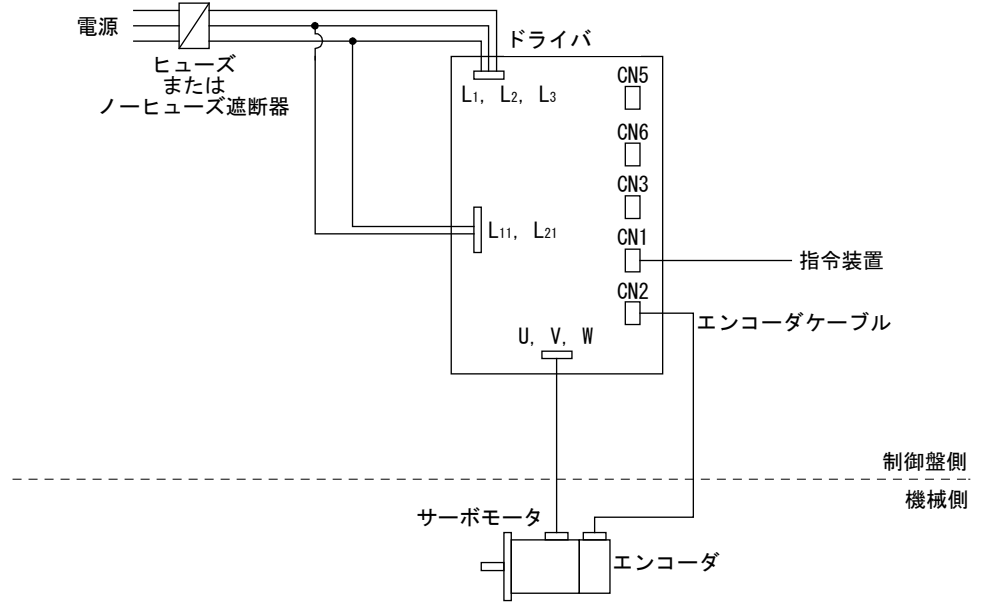 電源
ヒューズ
または
ノーヒューズ遮断器
ドライバ
L1, L2, L3
CN5
CN6
CN3
L11, L21
CN1
指令装置
CN2
エンコーダケーブル
U, V, W
制御盤側
機械側
サーボモータ
エンコーダ